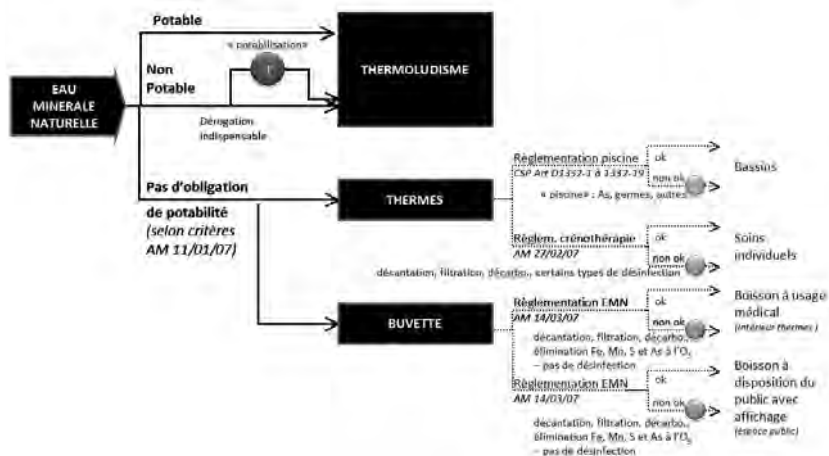 Potable
« potabilisation»
T
Non
Potable
THERMOLUDISME
EAU
MINERALE
NATURELLE
Dérogation
indispensable
Pas d'obligation
de potabilité
(selon critères
AM 11/01/07)
THERMES
Règlementation piscine
CSP Art D1332-1 à 1332-19
« piscine» : As, germes, autres
ok
non ok
Bassins
Règlem. crénothérapie
AM 27/02/07
décantation, filtration, décarbo., certains types de désinfection
ok
non ok
Soins
individuels
BUVETTE
Règlementation EMN
AM 14/03/07
décantation, filtration, décarbo.,
élimination Fe, Mn, S et As à l'O₃
– pas de désinfection
ok
non ok
Boisson à usage
médical
(intérieur thermes )
Règlementation EMN
AM 14/03/07
décantation, filtration, décarbo.,
élimination Fe, Mn, S et As à l'O₃
– pas de désinfection
ok
non ok
Boisson à
disposition du
public avec
affichage
(espace public)